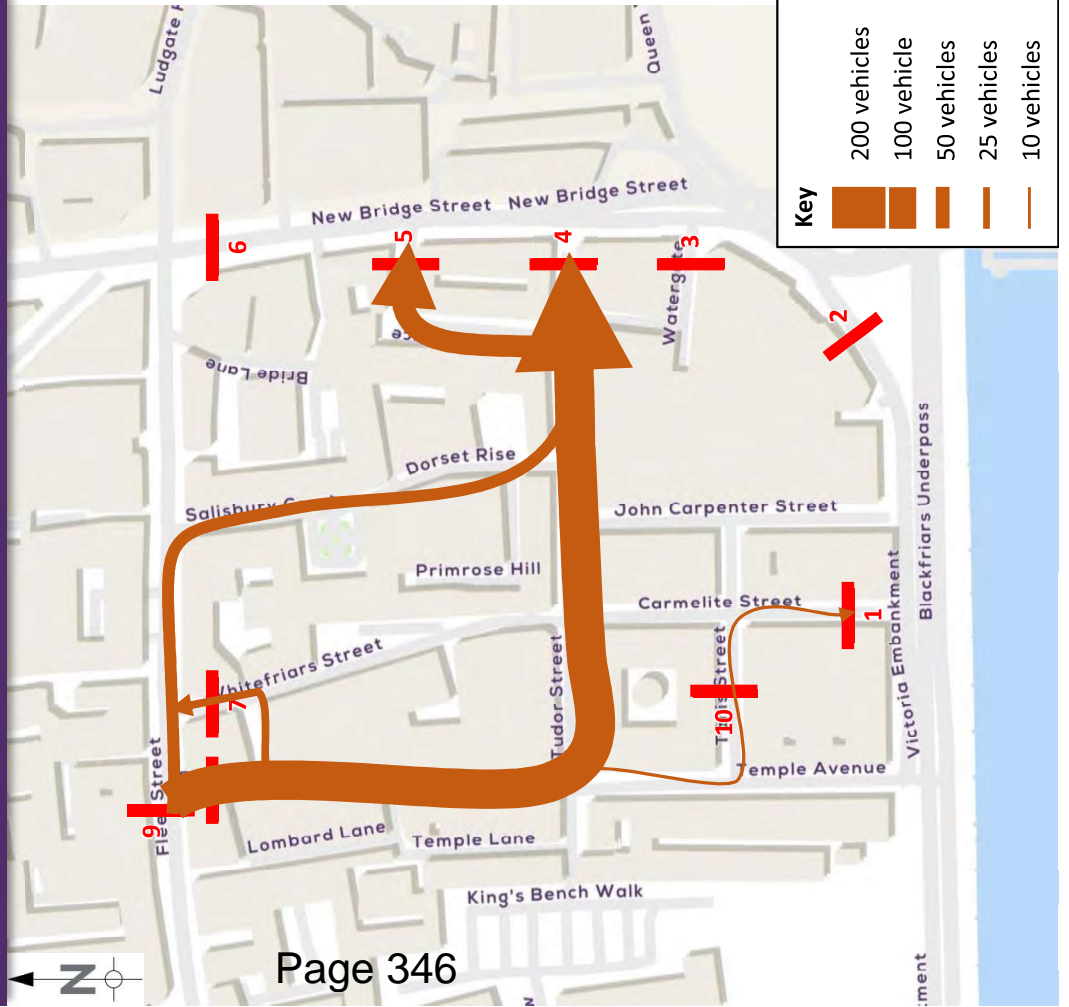 Ludgate
Queen
New Bridge Street
New Bridge Street
6
5
4
3
2
Watergate
Bride Lane
Dorset Rise
Salisbury
John Carpenter Street
Primrose Hill
Carmelite Street
1
Whitefriars Street
7
Tudor Street
10
Temple Avenue
Victoria Embankment
Blackfriars Underpass
Fleet Street
9
Lombard Lane
Temple Lane
King's Bench Walk
N
Page 346
Key
200 vehicles
100 vehicle
50 vehicles
25 vehicles
10 vehicles